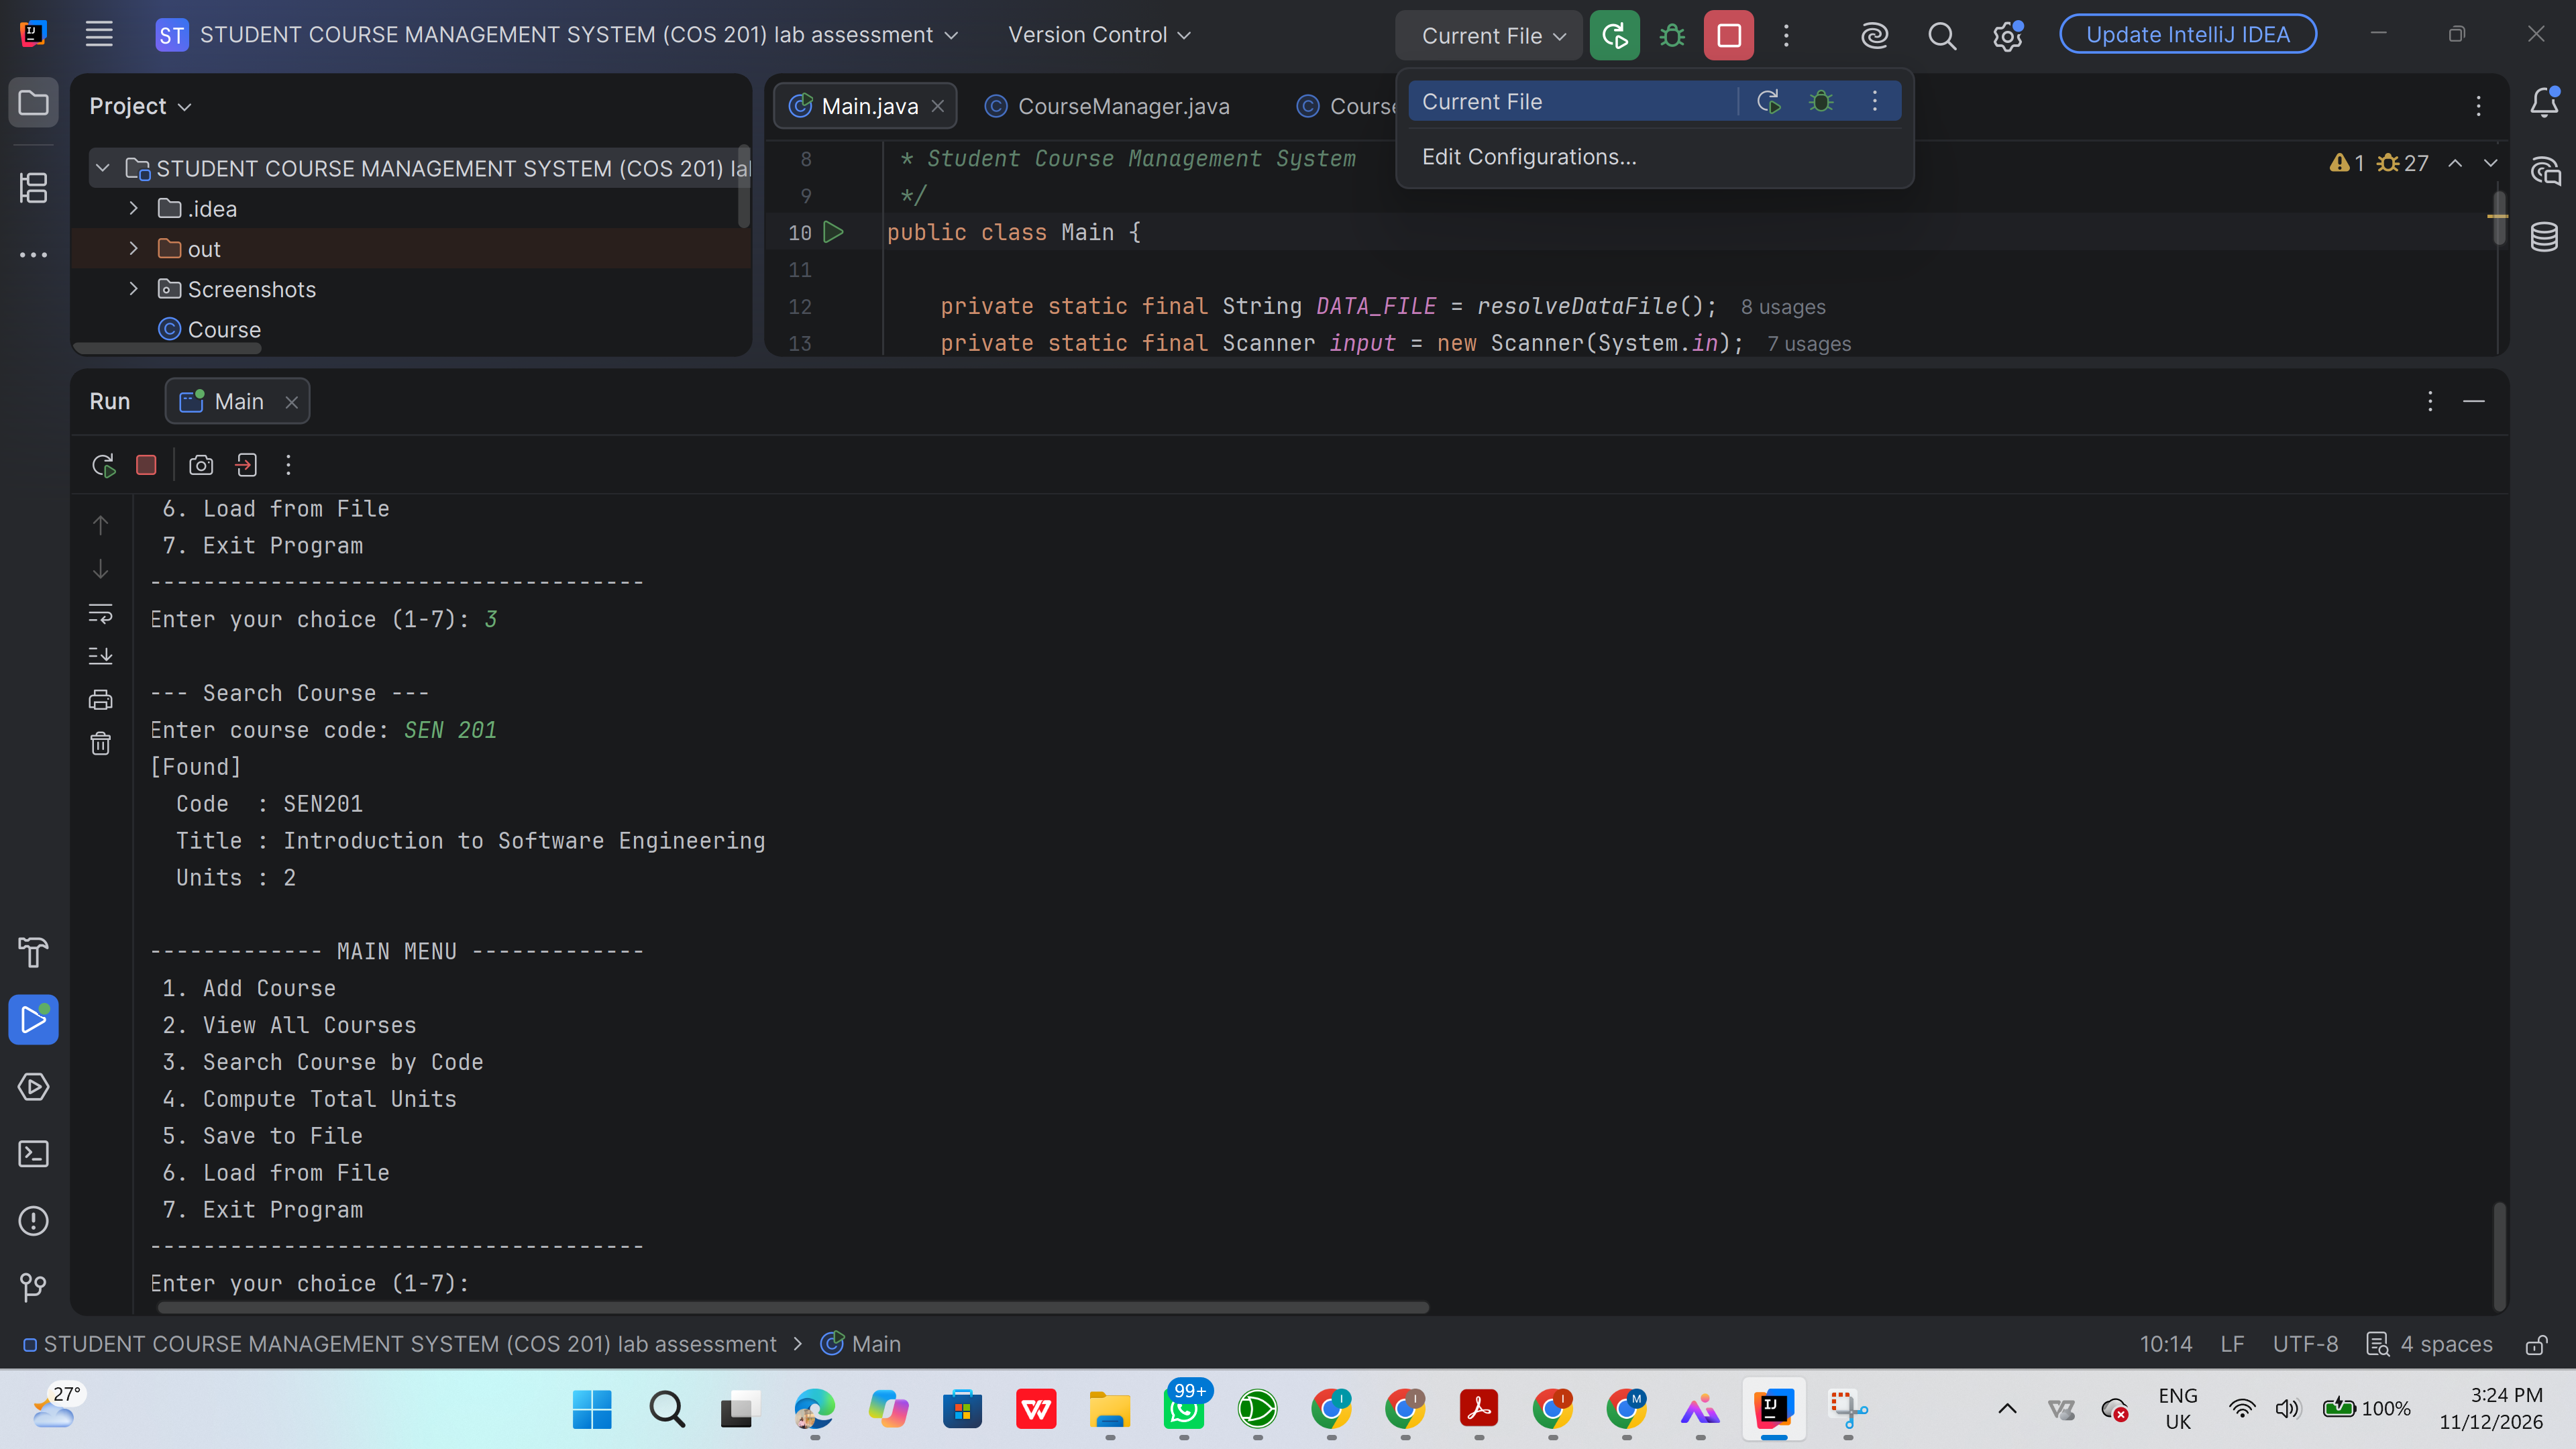 ST STUDENT COURSE MANAGEMENT SYSTEM (COS 201) lab assessment
Version Control
Current File
Update IntelliJ IDEA
Project
STUDENT COURSE MANAGEMENT SYSTEM (COS 201) la
.idea
out
Screenshots
Course
Main.java
CourseManager.java
Course
Current File
Edit Configurations...
1 27
8 * Student Course Management System
9 */
10 public class Main {
11
12 private static final String DATA_FILE = resolveDataFile(); 8 usages
13 private static final Scanner input = new Scanner(System.in); 7 usages
Run
Main
6. Load from File
7. Exit Program
-------------------------------------
Enter your choice (1-7): 3
--- Search Course ---
Enter course code: SEN 201
[Found]
Code : SEN201
Title : Introduction to Software Engineering
Units : 2
------------- MAIN MENU -------------
1. Add Course
2. View All Courses
3. Search Course by Code
4. Compute Total Units
5. Save to File
6. Load from File
7. Exit Program
-------------------------------------
Enter your choice (1-7):
STUDENT COURSE MANAGEMENT SYSTEM (COS 201) lab assessment
Main
10:14 LF UTF-8 4 spaces
27°
99+
ENG
UK
100%
3:24 PM
11/12/2026